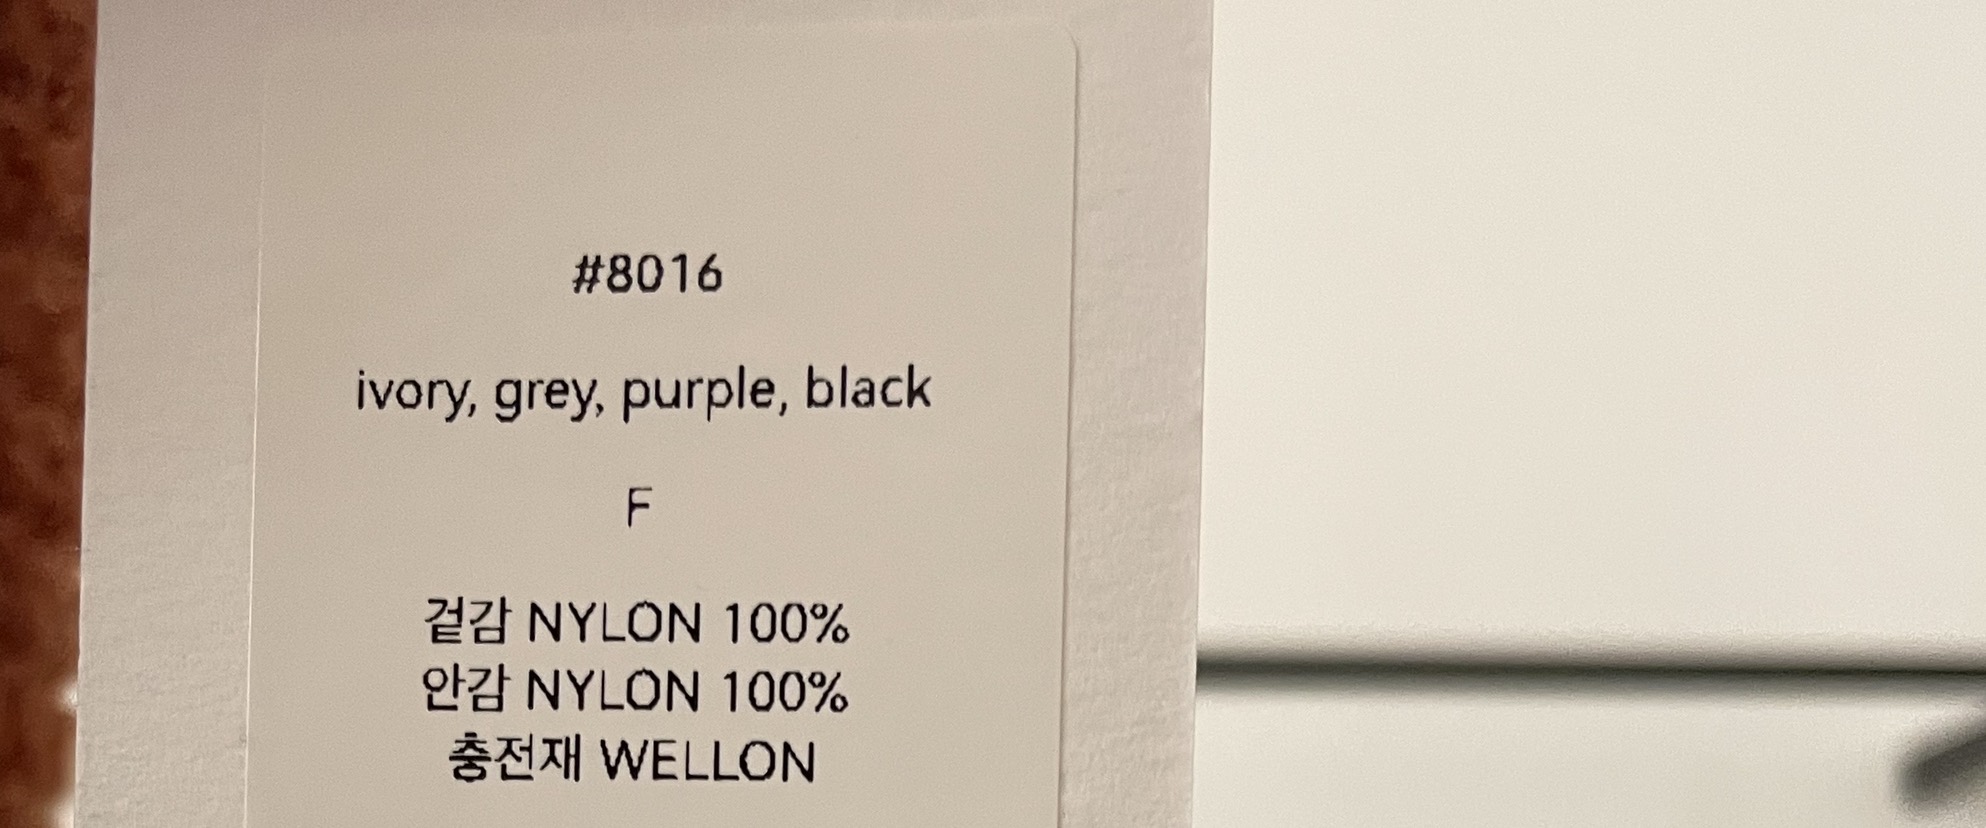 #8016
ivory, grey, purple, black
F
겉감 NYLON 100%
안감 NYLON 100%
충전재 WELLON